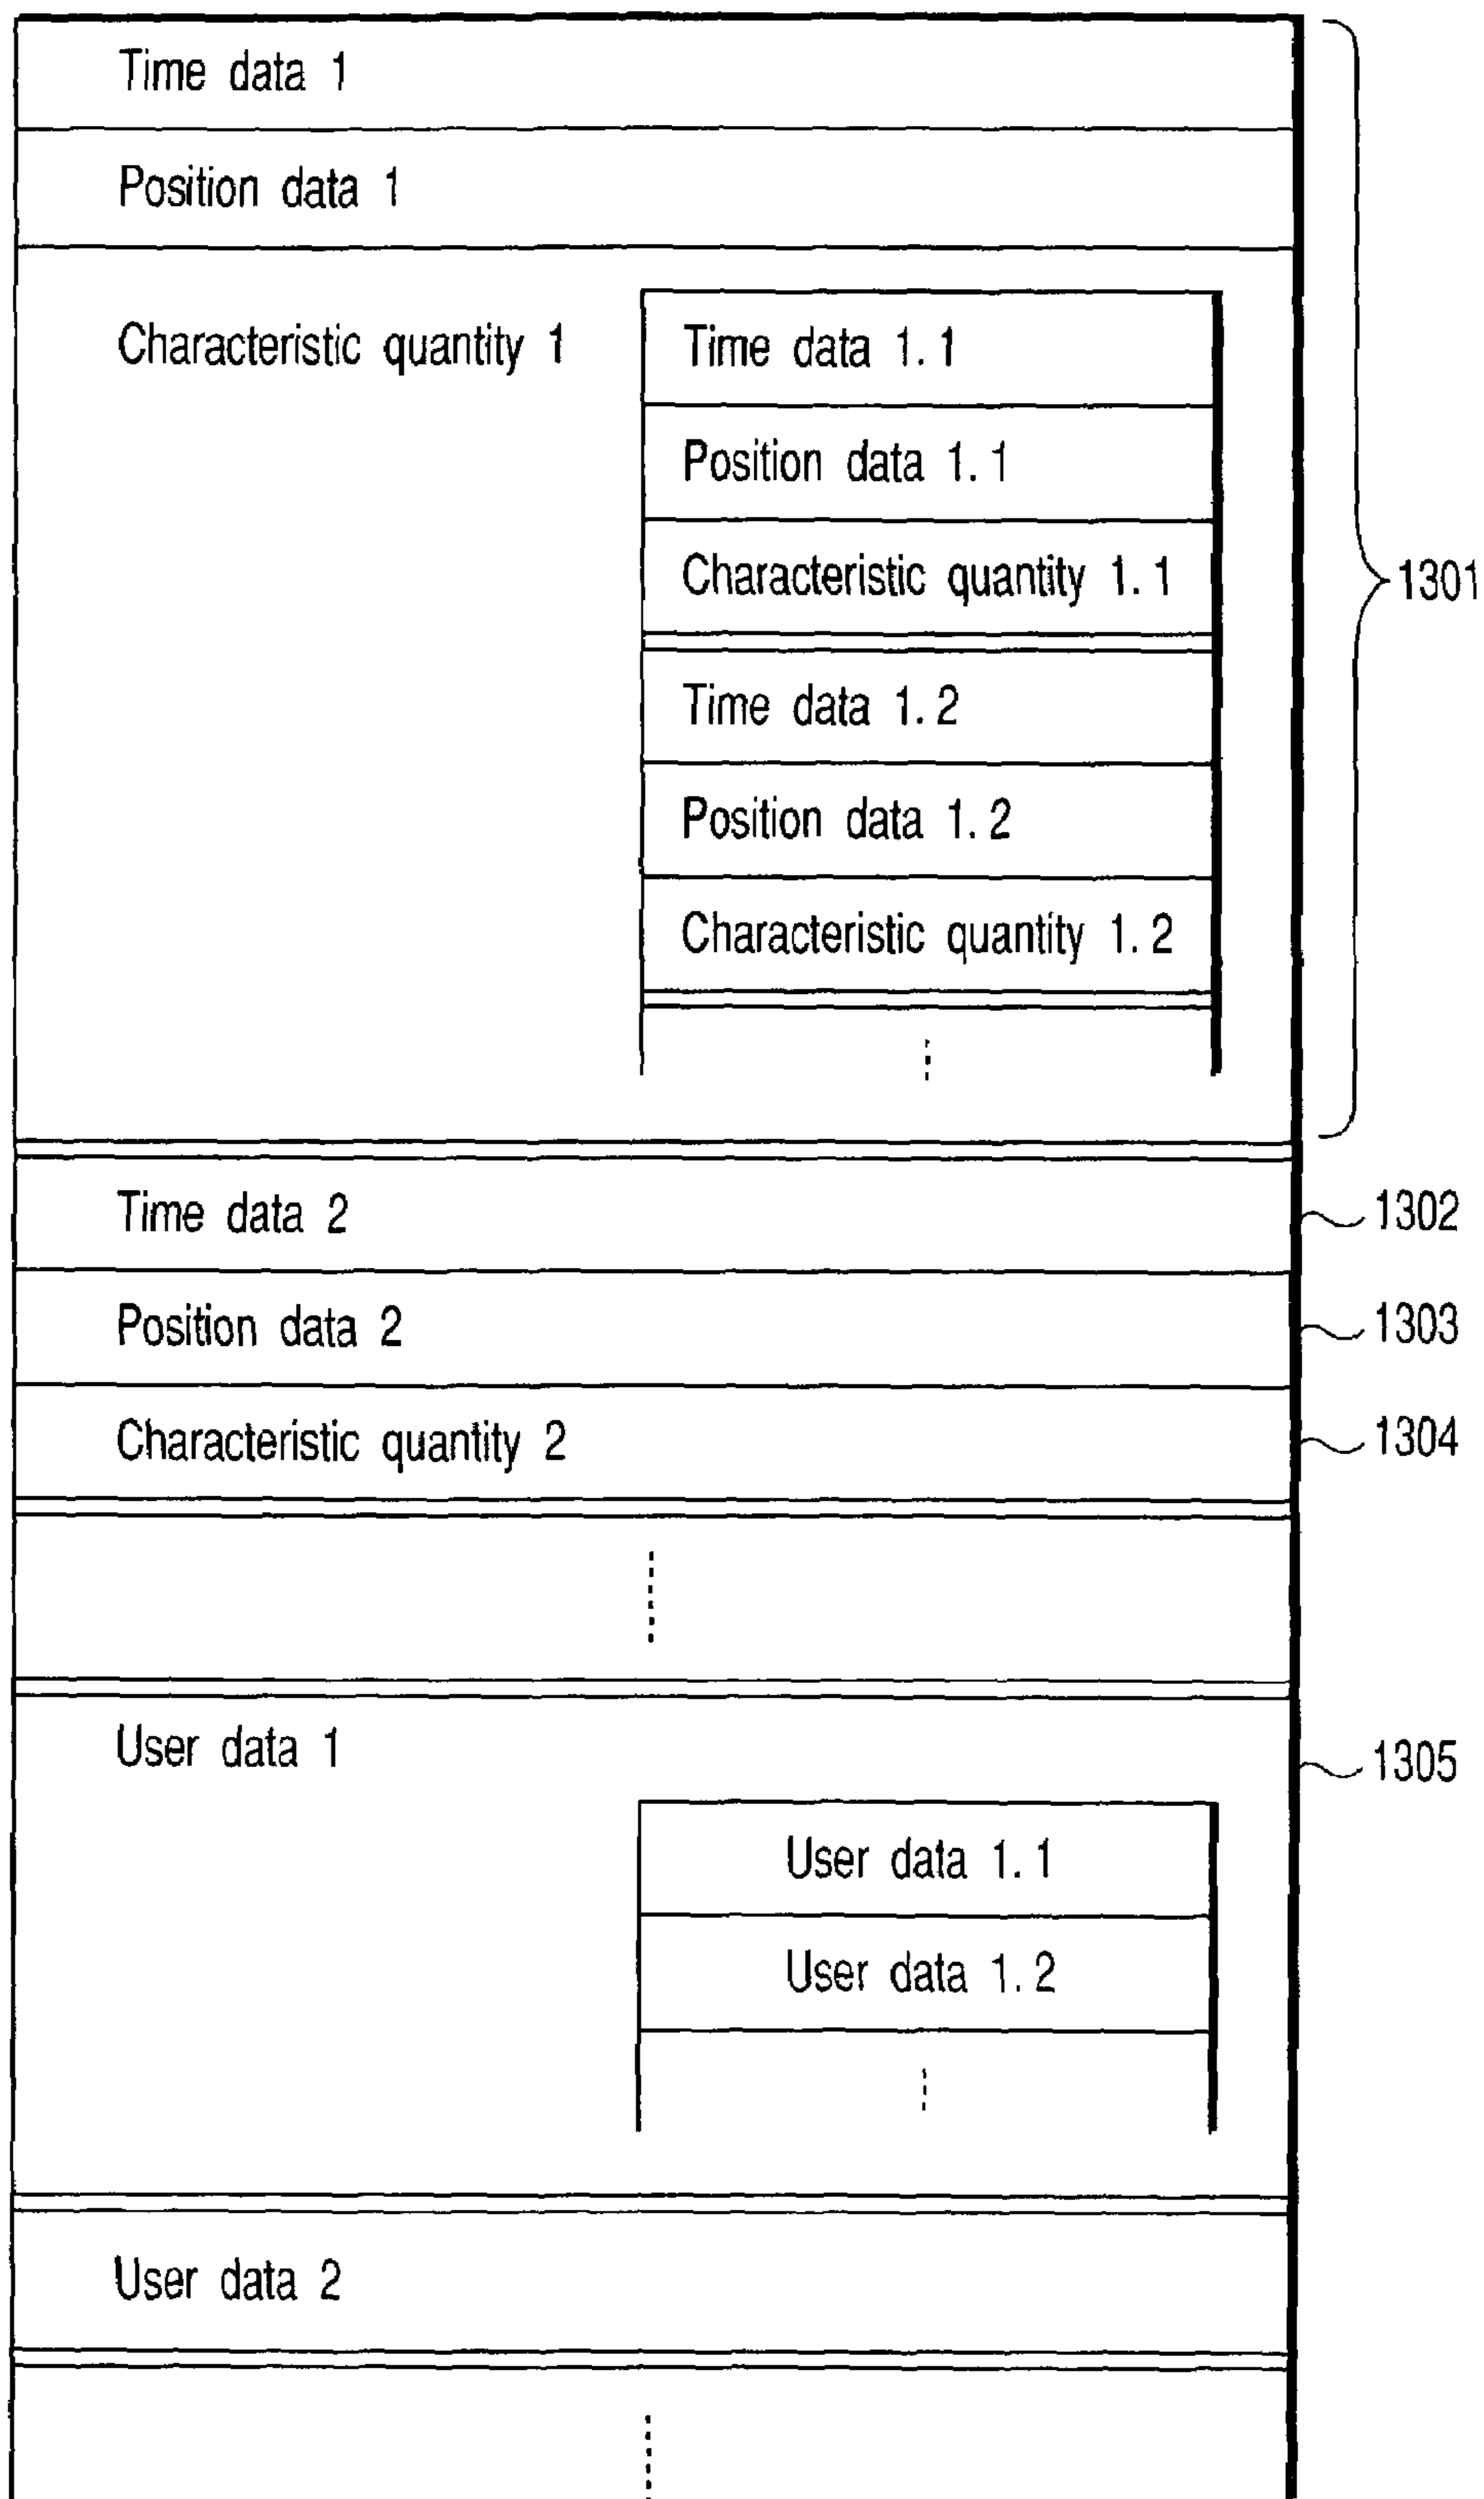 Time data 1
Position data 1
Characteristic quantity 1
Time data 1.1
Position data 1.1
Characteristic quantity 1.1
Time data 1.2
Position data 1.2
Characteristic quantity 1.2
1301
Time data 2
1302
Position data 2
1303
Characteristic quantity 2
1304
User data 1
1305
User data 1.1
User data 1.2
User data 2